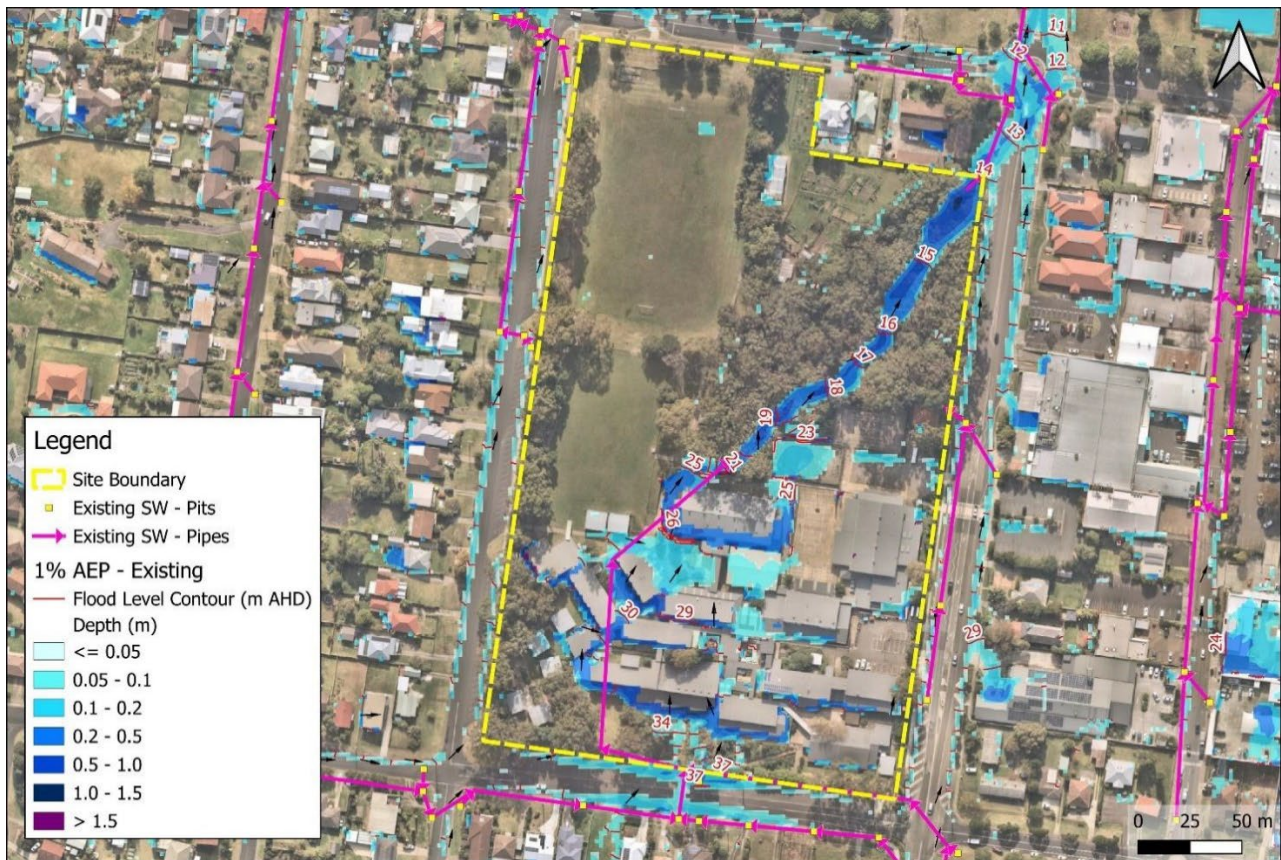 11
12
12
13
14
15
16
17
18
19
23
21
25
25
26
30
29
29
34
37
37
24
Legend
Site Boundary
Existing SW - Pits
Existing SW - Pipes
1% AEP - Existing
Flood Level Contour (m AHD)
Depth (m)
<= 0.05
0.05 - 0.1
0.1 - 0.2
0.2 - 0.5
0.5 - 1.0
1.0 - 1.5
> 1.5
0 25 50 m